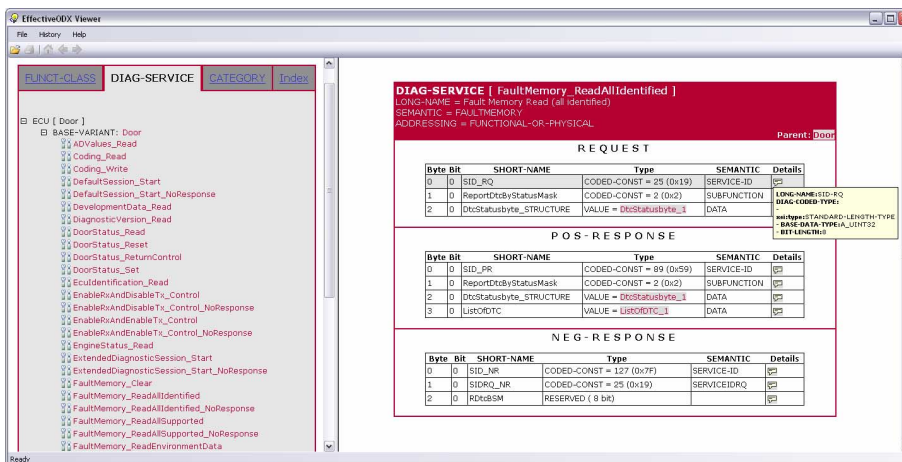 EffectiveODX Viewer
File History Help
FUNCT-CLASS DIAG-SERVICE CATEGORY Index
ECU [ Door ]
BASE-VARIANT: Door
ADValues_Read
Coding_Read
Coding_Write
DefaultSession_Start
DefaultSession_Start_NoResponse
DevelopmentData_Read
DiagnosticVersion_Read
DoorStatus_Read
DoorStatus_Reset
DoorStatus_ReturnControl
DoorStatus_Set
EcuIdentification_Read
EnableRxAndDisableTx_Control
EnableRxAndDisableTx_Control_NoResponse
EnableRxAndEnableTx_Control
EnableRxAndEnableTx_Control_NoResponse
EngineStatus_Read
ExtendedDiagnosticSession_Start
ExtendedDiagnosticSession_Start_NoResponse
FaultMemory_Clear
FaultMemory_ReadAllIdentified
FaultMemory_ReadAllIdentified_NoResponse
FaultMemory_ReadAllSupported
FaultMemory_ReadAllSupported_NoResponse
FaultMemory_ReadEnvironmentData
DIAG-SERVICE [ FaultMemory_ReadAllIdentified ]
LONG-NAME = Fault Memory Read (all identified)
SEMANTIC = FAULTMEMORY
ADDRESSING = FUNCTIONAL-OR-PHYSICAL
Parent: Door
REQUEST
Byte Bit SHORT-NAME Type SEMANTIC Details
0 0 SID_RQ CODED-CONST = 25 (0x19) SERVICE-ID
1 0 ReportDtcByStatusMask CODED-CONST = 2 (0x2) SUBFUNCTION
2 0 DtcStatusbyte_STRUCTURE VALUE = DtcStatusbyte_1 DATA
LONG-NAME:SID-RQ
DIAG-CODED-TYPE:
-
xsi:type:STANDARD-LENGTH-TYPE
- BASE-DATA-TYPE:A_UINT32
- BIT-LENGTH:8
POS-RESPONSE
Byte Bit SHORT-NAME Type SEMANTIC Details
0 0 SID_PR CODED-CONST = 89 (0x59) SERVICE-ID
1 0 ReportDtcByStatusMask CODED-CONST = 2 (0x2) SUBFUNCTION
2 0 DtcStatusbyte_STRUCTURE VALUE = DtcStatusbyte_1 DATA
3 0 ListOfDTC VALUE = ListOfDTC_1 DATA
NEG-RESPONSE
Byte Bit SHORT-NAME Type SEMANTIC Details
0 0 SID_NR CODED-CONST = 127 (0x7F) SERVICE-ID
1 0 SIDRQ_NR CODED-CONST = 25 (0x19) SERVICEIDRQ
2 0 RDtcBSM RESERVED ( 8 bit)
Ready